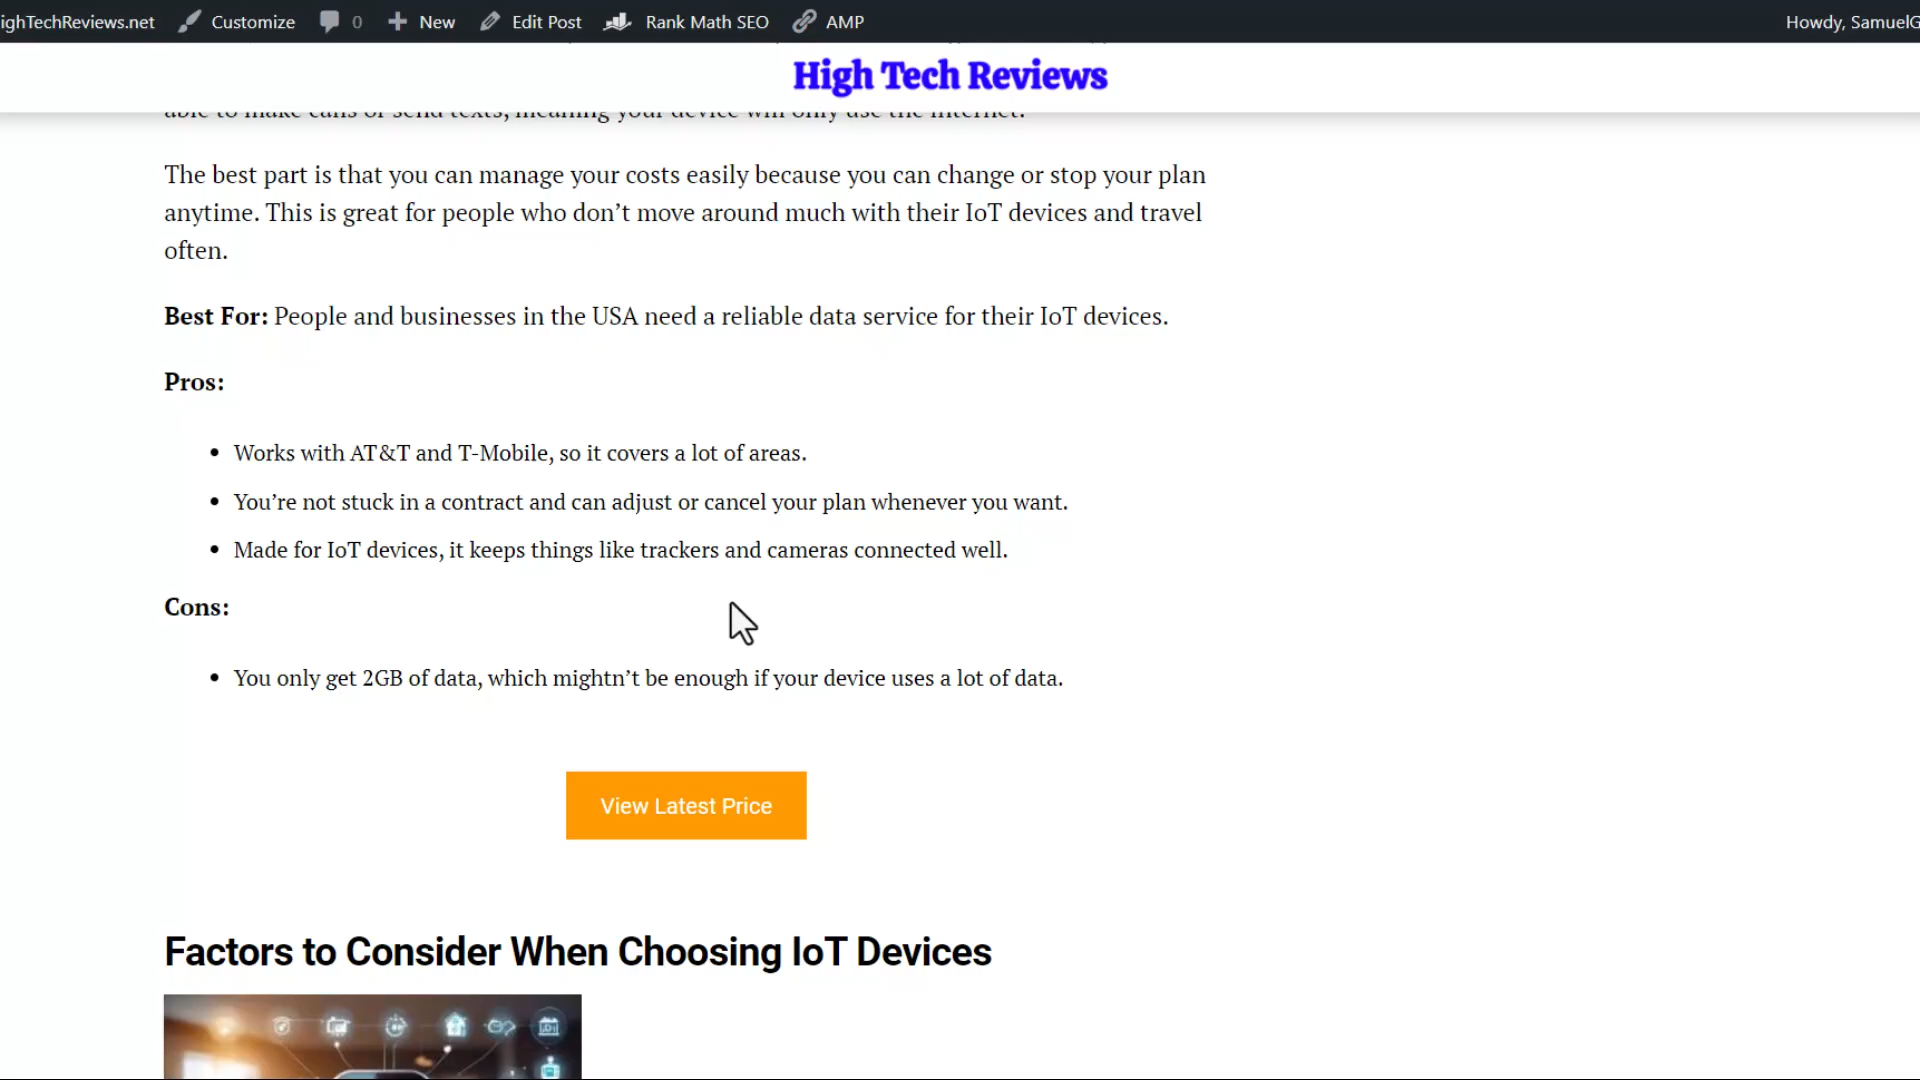 ighTechReviews.net Customize 0 New Edit Post Rank Math SEO AMP Howdy, SamuelG
High Tech Reviews
able to make calls or send texts, meaning your device will only use the internet.
The best part is that you can manage your costs easily because you can change or stop your plan
anytime. This is great for people who don’t move around much with their IoT devices and travel
often.
Best For: People and businesses in the USA need a reliable data service for their IoT devices.
Pros:
• Works with AT&T and T-Mobile, so it covers a lot of areas.
• You’re not stuck in a contract and can adjust or cancel your plan whenever you want.
• Made for IoT devices, it keeps things like trackers and cameras connected well.
Cons:
• You only get 2GB of data, which mightn’t be enough if your device uses a lot of data.
View Latest Price
Factors to Consider When Choosing IoT Devices